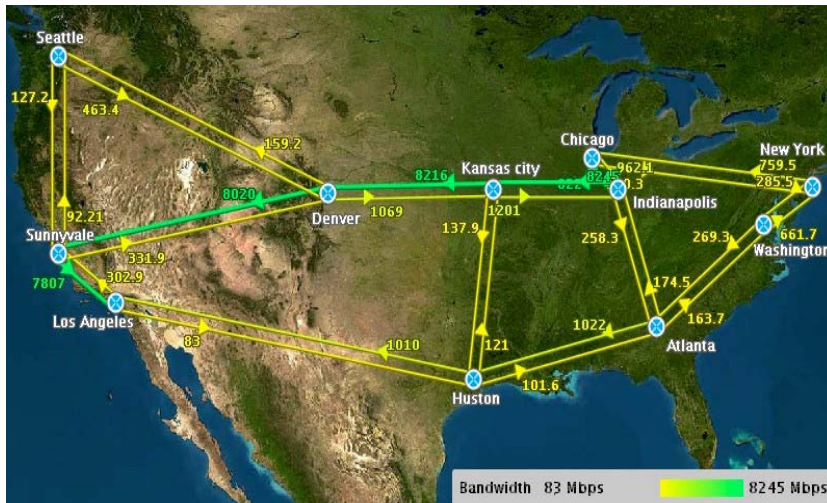 Seattle
127.2
463.4
159.2
Chicago
962.1
New York
759.5
285.5
Kansas city
8216
8245
Indianapolis
8020
Denver
1069
1201
92.21
Sunnyvale
331.9
137.9
258.3
269.3
661.7
Washington
7807
302.9
Los Angeles
83
1010
121
1022
174.5
163.7
Atlanta
101.6
Huston
Bandwidth 83 Mbps 8245 Mbps